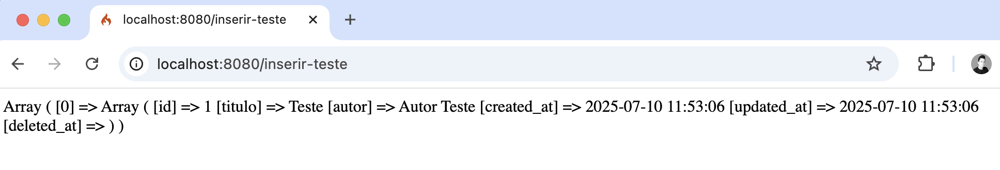 localhost:8080/inserir-teste
localhost:8080/inserir-teste
Array ( [0] => Array ( [id] => 1 [titulo] => Teste [autor] => Autor Teste [created_at] => 2025-07-10 11:53:06 [updated_at] => 2025-07-10 11:53:06
[deleted_at] => ) )